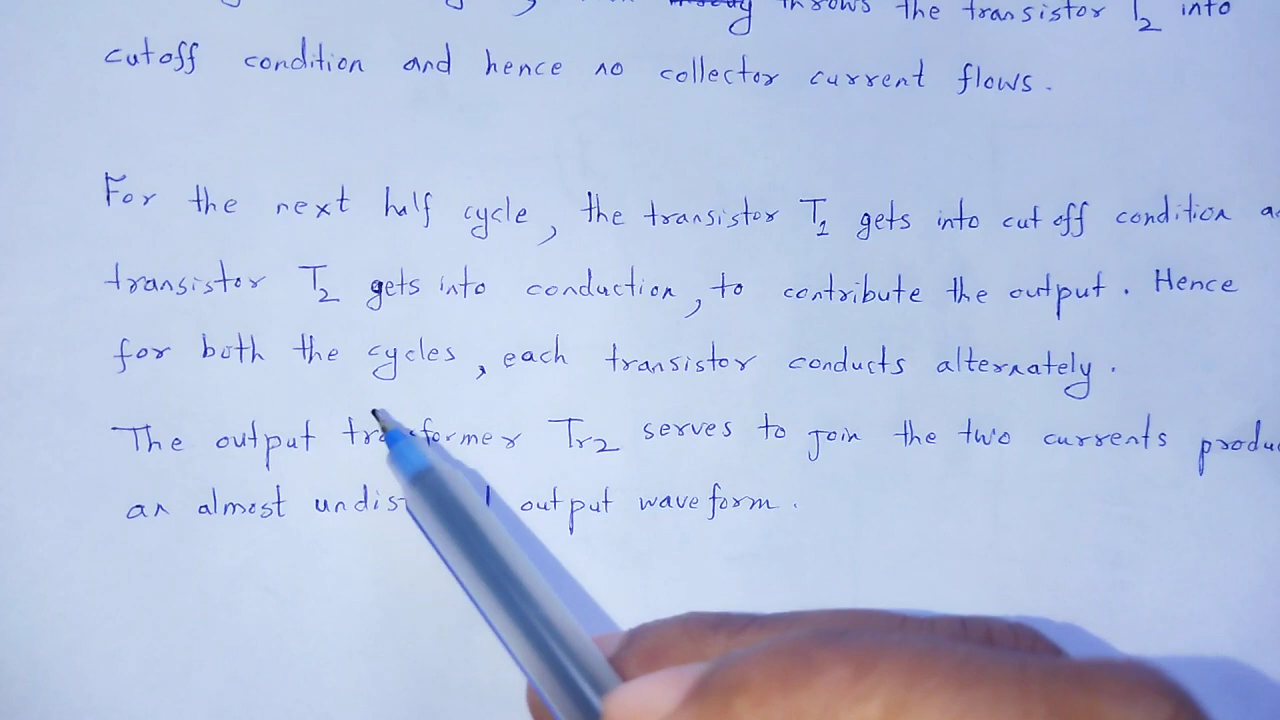 throws the transistor T2 into
cutoff condition and hence no collector current flows.
For the next half cycle, the transistor T1 gets into cut off condition
transistor T2 gets into conduction, to contribute the output. Hence
for both the cycles, each transistor conducts alternately.
The output Tr2 serves to join the two currents
an almost output waveform.